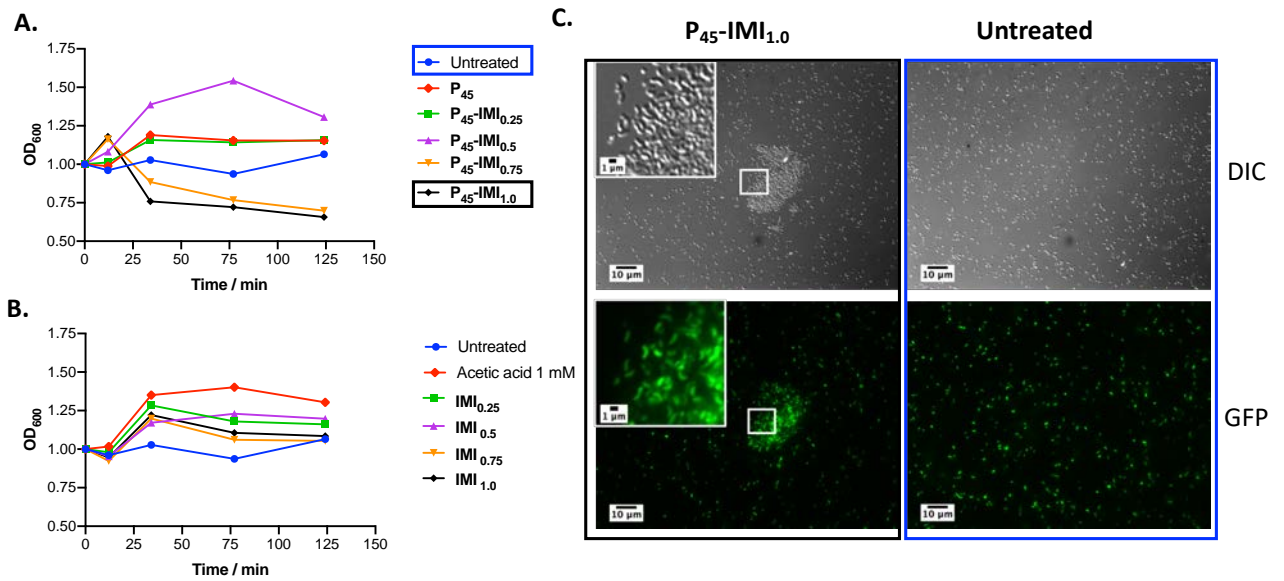 A.
1.75
1.50
1.25
1.00
0.75
0.50
OD600
0 25 50 75 100 125 150
Time / min
Untreated
P45
P45-IMI0.25
P45-IMI0.5
P45-IMI0.75
P45-IMI1.0
B.
1.75
1.50
1.25
1.00
0.75
0.50
OD600
0 25 50 75 100 125 150
Time / min
Untreated
Acetic acid 1 mM
IMI0.25
IMI0.5
IMI 0.75
IMI 1.0
C.
P45-IMI1.0
Untreated
1 µm
10 µm
10 µm
DIC
1 µm
10 µm
10 µm
GFP